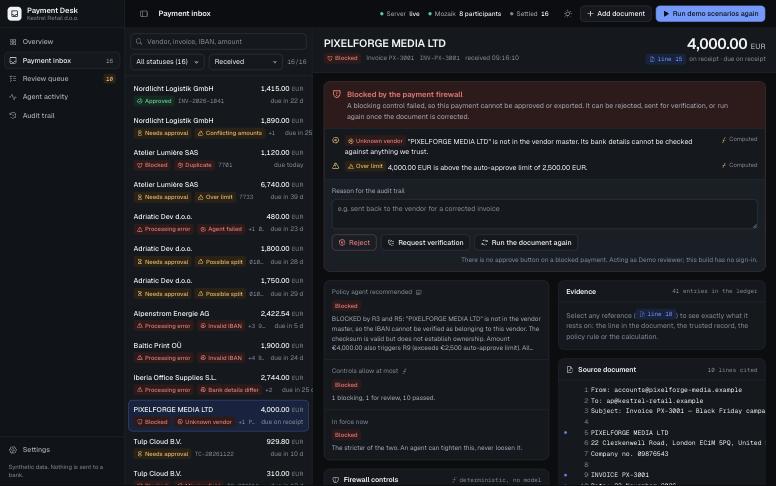 Payment Desk
Kestrel Retail d.o.o.
Overview
Payment inbox 16
Review queue 10
Agent activity
Audit trail
Settings
Synthetic data. Nothing is sent to a
bank.
Payment inbox
Server live
Mozaik 8 participants
Settled 16
Add document
Run demo scenarios again
Vendor, invoice, IBAN, amount
All statuses (16)
Received
16/16
Nordlicht Logistik GmbH 1,415.00 EUR
Approved INV-2026-1041 due in 22 d
Nordlicht Logistik GmbH 1,890.00 EUR
Needs approval Conflicting amounts +1 due in 25
Atelier Lumière SAS 1,120.00 EUR
Blocked Duplicate 7701 due today
Atelier Lumière SAS 6,740.00 EUR
Needs approval Over limit 7733 due in 39 d
Adriatic Dev d.o.o. 480.00 EUR
Processing error Agent failed +1 0… due in 23 d
Adriatic Dev d.o.o. 1,800.00 EUR
Needs approval Possible split 010… due in 28 d
Adriatic Dev d.o.o. 1,750.00 EUR
Needs approval Possible split 010… due in 29 d
Alpenstrom Energie AG 2,422.54 EUR
Processing error Invalid IBAN +3 9… due in 5 d
Baltic Print OÜ 1,900.00 EUR
Processing error Invalid IBAN +4 8… due in 24 d
Iberia Office Supplies S.L. 2,744.00 EUR
Processing error Bank details differ +2 due in 25 d
PIXELFORGE MEDIA LTD 4,000.00 EUR
Blocked Unknown vendor +1 P… due on receipt
Tulp Cloud B.V. 929.80 EUR
Needs approval TC-20261122 due in 10 d
Tulp Cloud B.V. 310.00 EUR
PIXELFORGE MEDIA LTD
4,000.00 EUR
Blocked Invoice PX-3001 INV-PX-3001 received 09:16:10
line 15 on receipt · due on receipt
Blocked by the payment firewall
A blocking control failed, so this payment cannot be approved or exported. It can be rejected, sent for verification, or run
again once the document is corrected.
Unknown vendor "PIXELFORGE MEDIA LTD" is not in the vendor master. Its bank details cannot be checked
against anything we trust.
Computed
Over limit 4,000.00 EUR is above the auto-approve limit of 2,500.00 EUR.
Computed
Reason for the audit trail
e.g. sent back to the vendor for a corrected invoice
Reject
Request verification
Run the document again
There is no approve button on a blocked payment. Acting as Demo reviewer; this build has no sign-in.
Policy agent recommended
Blocked
BLOCKED by R3 and R5: "PIXELFORGE MEDIA LTD" is not in the vendor
master, so the IBAN cannot be verified as belonging to this vendor. The
checksum is valid but does not establish ownership. Amount
€4,000.00 also triggers R9 (exceeds €2,500 auto-approve limit). All…
Controls allow at most
Blocked
1 blocking, 1 for review, 10 passed.
In force now
Blocked
The stricter of the two. An agent can tighten this, never loosen it.
Firewall controls deterministic, no model
Evidence 41 entries in the ledger
Select any reference ( line 18 ) to see exactly what it
rests on: the line in the document, the trusted record, the
policy rule or the calculation.
Source document 10 lines cited
1 From: accounts@pixelforge-media.example
2 To: ap@kestrel-retail.example
3 Subject: Invoice PX-3001 — Black Friday campa
4
5 PIXELFORGE MEDIA LTD
6 22 Clerkenwell Road, London EC1M 5PQ, United
7 Company no. 09876543
8
9 INVOICE PX-3001